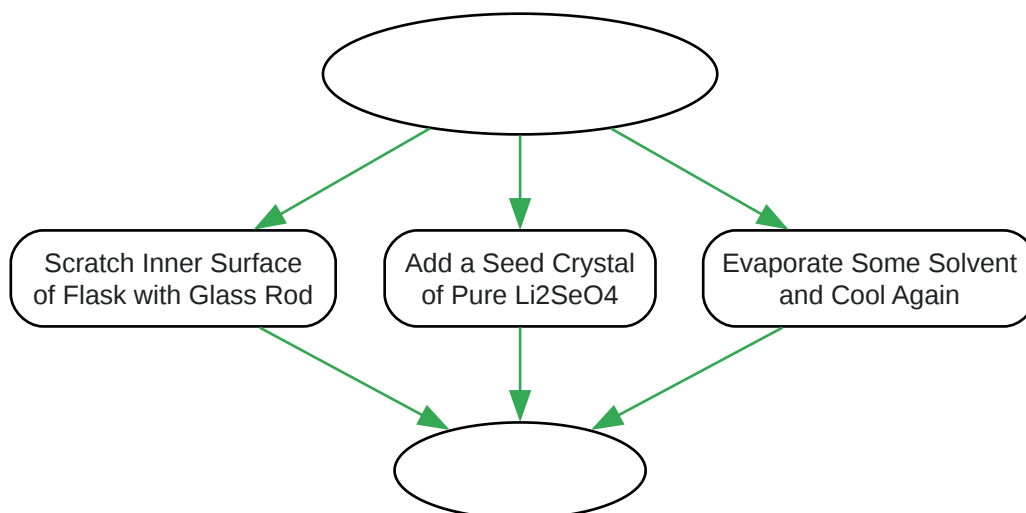 Scratch Inner Surface
of Flask with Glass Rod
Add a Seed Crystal
of Pure Li2SeO4
Evaporate Some Solvent
and Cool Again